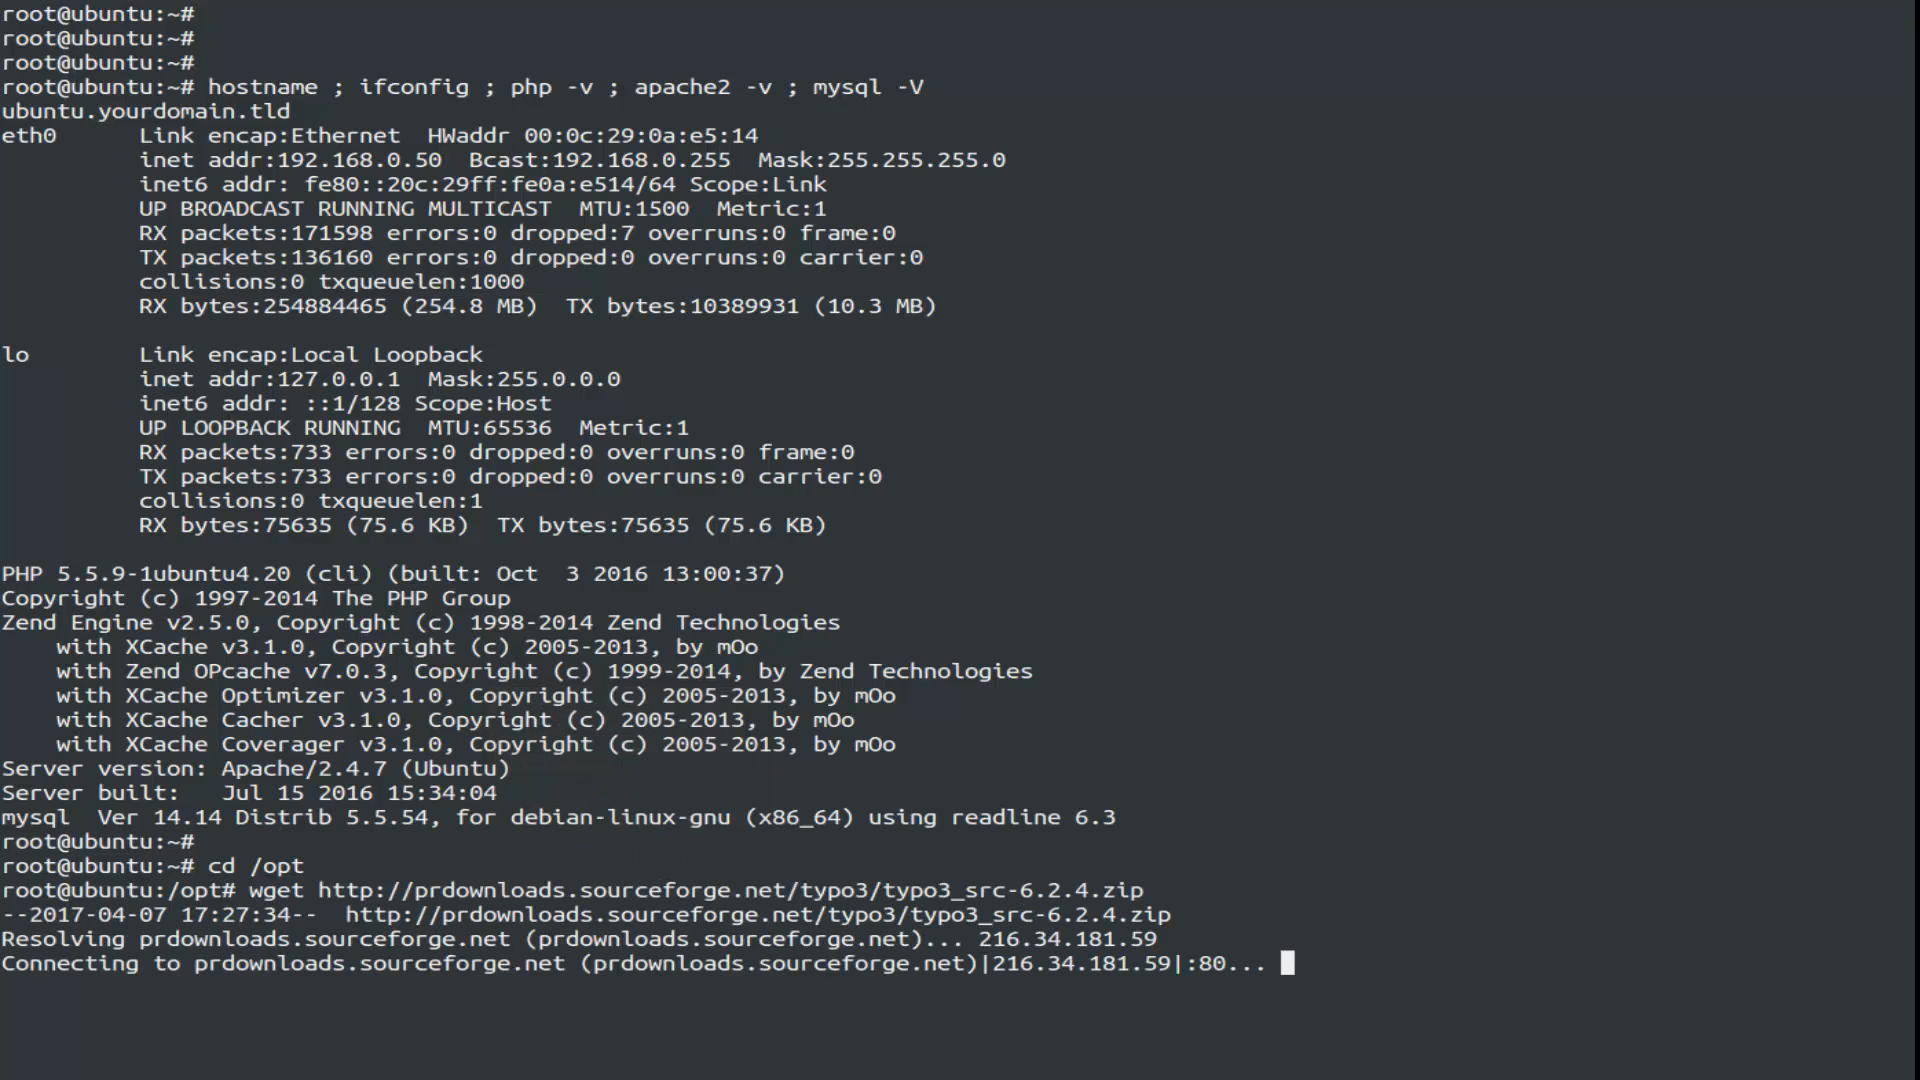 root@ubuntu:~#
root@ubuntu:~#
root@ubuntu:~#
root@ubuntu:~# hostname ; ifconfig ; php -v ; apache2 -v ; mysql -V
ubuntu.yourdomain.tld
eth0      Link encap:Ethernet  HWaddr 00:0c:29:0a:e5:14
          inet addr:192.168.0.50  Bcast:192.168.0.255  Mask:255.255.255.0
          inet6 addr: fe80::20c:29ff:fe0a:e514/64 Scope:Link
          UP BROADCAST RUNNING MULTICAST  MTU:1500  Metric:1
          RX packets:171598 errors:0 dropped:7 overruns:0 frame:0
          TX packets:136160 errors:0 dropped:0 overruns:0 carrier:0
          collisions:0 txqueuelen:1000
          RX bytes:254884465 (254.8 MB)  TX bytes:10389931 (10.3 MB)

lo        Link encap:Local Loopback
          inet addr:127.0.0.1  Mask:255.0.0.0
          inet6 addr: ::1/128 Scope:Host
          UP LOOPBACK RUNNING  MTU:65536  Metric:1
          RX packets:733 errors:0 dropped:0 overruns:0 frame:0
          TX packets:733 errors:0 dropped:0 overruns:0 carrier:0
          collisions:0 txqueuelen:1
          RX bytes:75635 (75.6 KB)  TX bytes:75635 (75.6 KB)

PHP 5.5.9-1ubuntu4.20 (cli) (built: Oct  3 2016 13:00:37)
Copyright (c) 1997-2014 The PHP Group
Zend Engine v2.5.0, Copyright (c) 1998-2014 Zend Technologies
    with XCache v3.1.0, Copyright (c) 2005-2013, by mOo
    with Zend OPcache v7.0.3, Copyright (c) 1999-2014, by Zend Technologies
    with XCache Optimizer v3.1.0, Copyright (c) 2005-2013, by mOo
    with XCache Cacher v3.1.0, Copyright (c) 2005-2013, by mOo
    with XCache Coverager v3.1.0, Copyright (c) 2005-2013, by mOo
Server version: Apache/2.4.7 (Ubuntu)
Server built:   Jul 15 2016 15:34:04
mysql  Ver 14.14 Distrib 5.5.54, for debian-linux-gnu (x86_64) using readline 6.3
root@ubuntu:~#
root@ubuntu:~# cd /opt
root@ubuntu:/opt# wget http://prdownloads.sourceforge.net/typo3/typo3_src-6.2.4.zip
--2017-04-07 17:27:34--  http://prdownloads.sourceforge.net/typo3/typo3_src-6.2.4.zip
Resolving prdownloads.sourceforge.net (prdownloads.sourceforge.net)... 216.34.181.59
Connecting to prdownloads.sourceforge.net (prdownloads.sourceforge.net)|216.34.181.59|:80...